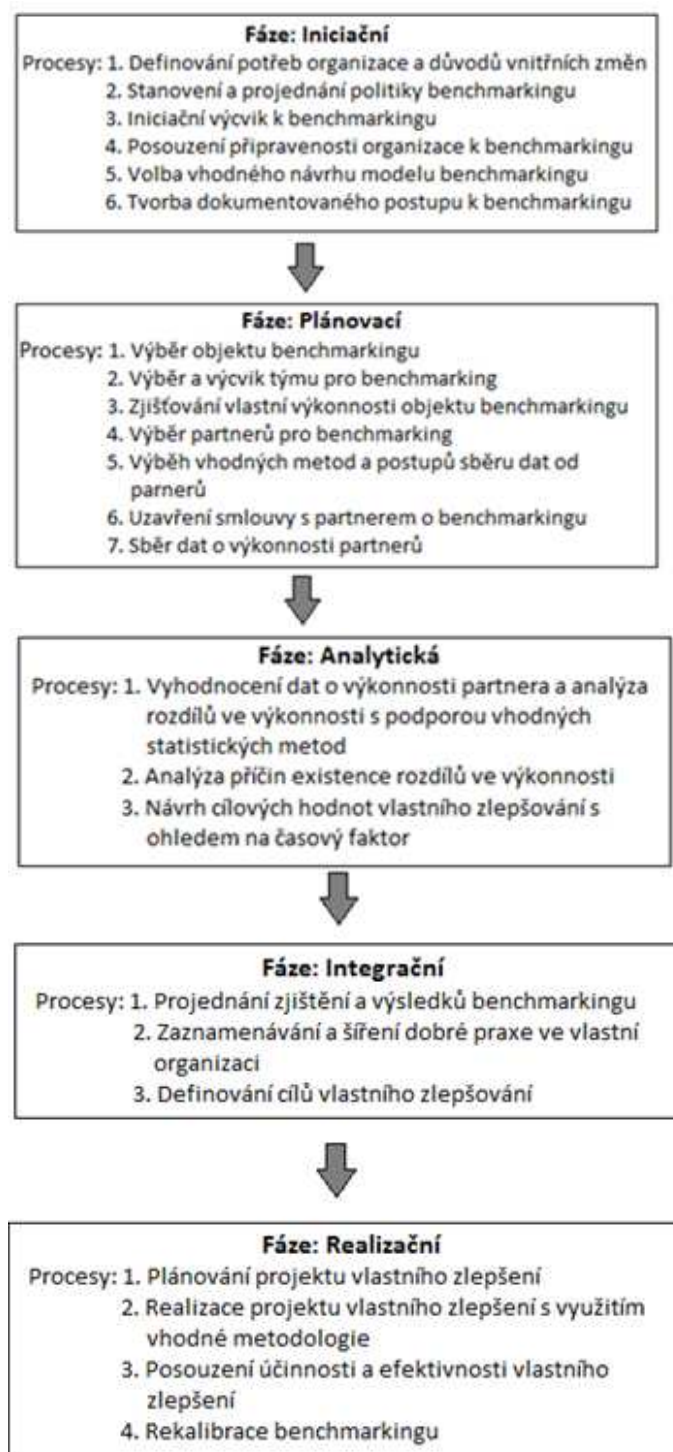 Fáze: Iniciační
Procesy: 1. Definování potřeb organizace a důvodů vnitřních změn
2. Stanovení a projednání politiky benchmarkingu
3. Iniciační výcvik k benchmarkingu
4. Posouzení připravenosti organizace k benchmarkingu
5. Volba vhodného návrhu modelu benchmarkingu
6. Tvorba dokumentovaného postupu k benchmarkingu
Fáze: Plánovací
Procesy: 1. Výběr objektu benchmarkingu
2. Výběr a výcvik týmu pro benchmarking
3. Zjišťování vlastní výkonnosti objektu benchmarkingu
4. Výběr partnerů pro benchmarking
5. Výběh vhodných metod a postupů sběru dat od
parnerů
6. Uzavření smlouvy s partnerem o benchmarkingu
7. Sběr dat o výkonnosti partnerů
Fáze: Analytická
Procesy: 1. Vyhodnocení dat o výkonnosti partnera a analýza
rozdílů ve výkonnosti s podporou vhodných
statistických metod
2. Analýza příčin existence rozdílů ve výkonnosti
3. Návrh cílových hodnot vlastního zlepšování s
ohledem na časový faktor
Fáze: Integrační
Procesy: 1. Projednání zjištění a výsledků benchmarkingu
2. Zaznamenávání a šíření dobré praxe ve vlastní
organizaci
3. Definování cílů vlastního zlepšování
Fáze: Realizační
Procesy: 1. Plánování projektu vlastního zlepšení
2. Realizace projektu vlastního zlepšení s využitím
vhodné metodologie
3. Posouzení účinnosti a efektivnosti vlastního
zlepšení
4. Rekalibrace benchmarkingu